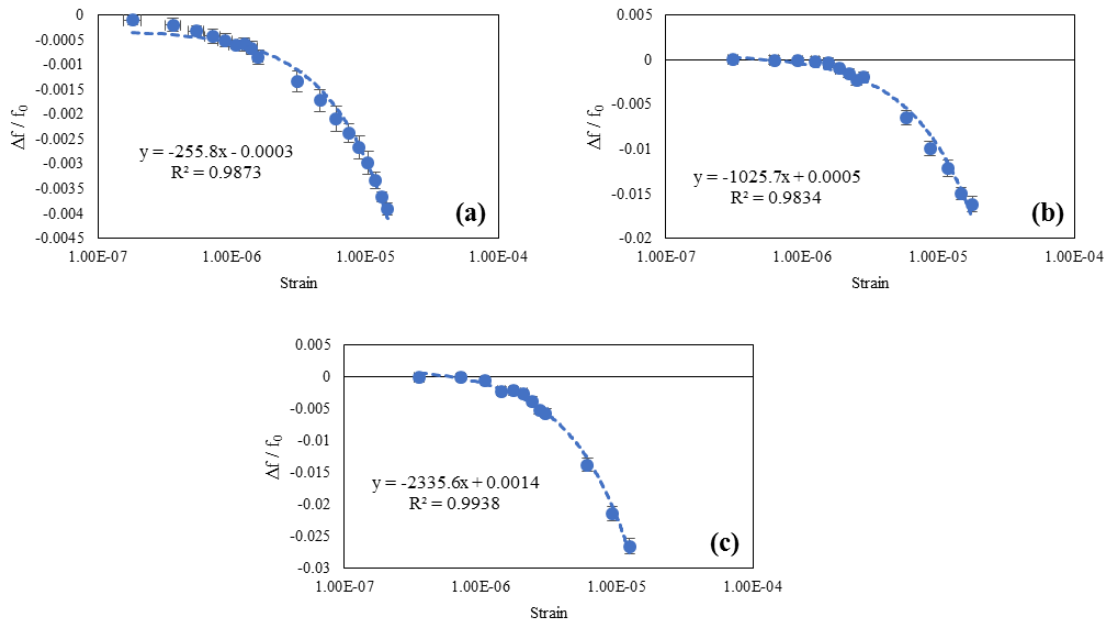 0
-0.0005
-0.001
-0.0015
-0.002
-0.0025
-0.003
-0.0035
-0.004
-0.0045
Δf / f₀
y = -255.8x - 0.0003
R² = 0.9873
(a)
1.00E-07 1.00E-06 1.00E-05 1.00E-04
Strain
0.005
0
-0.005
-0.01
-0.015
-0.02
Δf / f₀
y = -1025.7x + 0.0005
R² = 0.9834
(b)
1.00E-07 1.00E-06 1.00E-05 1.00E-04
Strain
0.005
0
-0.005
-0.01
-0.015
-0.02
-0.025
-0.03
Δf / f₀
y = -2335.6x + 0.0014
R² = 0.9938
(c)
1.00E-07 1.00E-06 1.00E-05 1.00E-04
Strain